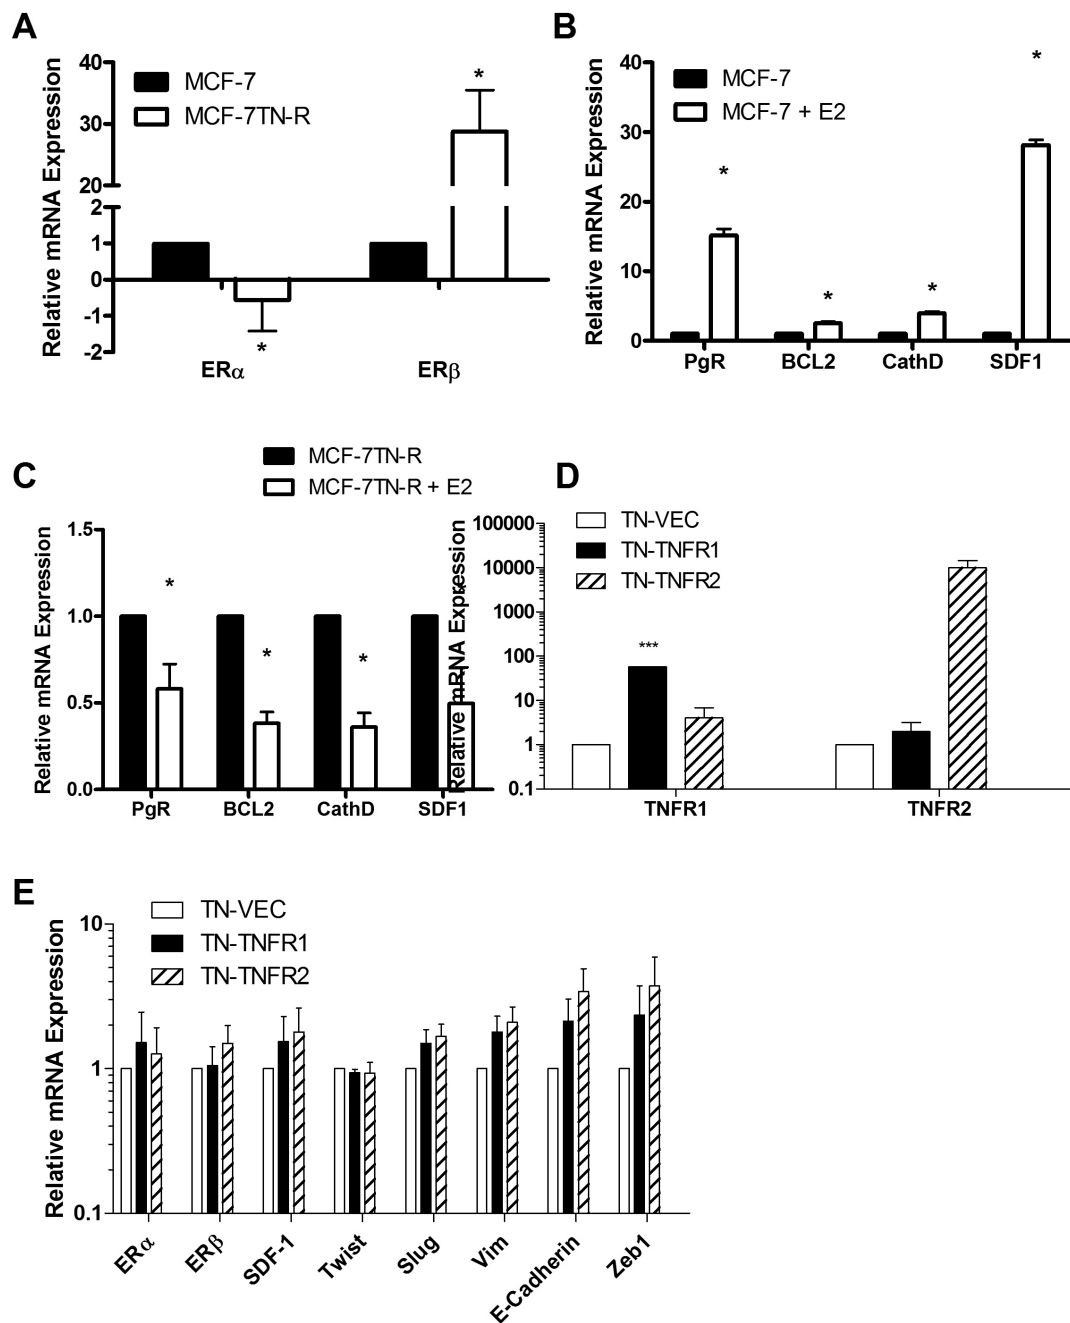 A
Relative mRNA Expression
40
30
20
2
1
0
-1
-2
MCF-7
MCF-7TN-R
*
*
ERα
ERβ
B
Relative mRNA Expression
40
30
20
10
0
MCF-7
MCF-7 + E2
*
*
*
*
PgR
BCL2
CathD
SDF1
C
MCF-7TN-R
MCF-7TN-R + E2
Relative mRNA Expression
1.5
1.0
0.5
0.0
*
*
*
PgR
BCL2
CathD
SDF1
D
Relative mRNA Expression
100000
10000
1000
100
10
1
0.1
TN-VEC
TN-TNFR1
TN-TNFR2
***
TNFR1
TNFR2
E
Relative mRNA Expression
10
1
0.1
TN-VEC
TN-TNFR1
TN-TNFR2
ERα
ERβ
SDF-1
Twist
Slug
Vim
E-Cadherin
Zeb1